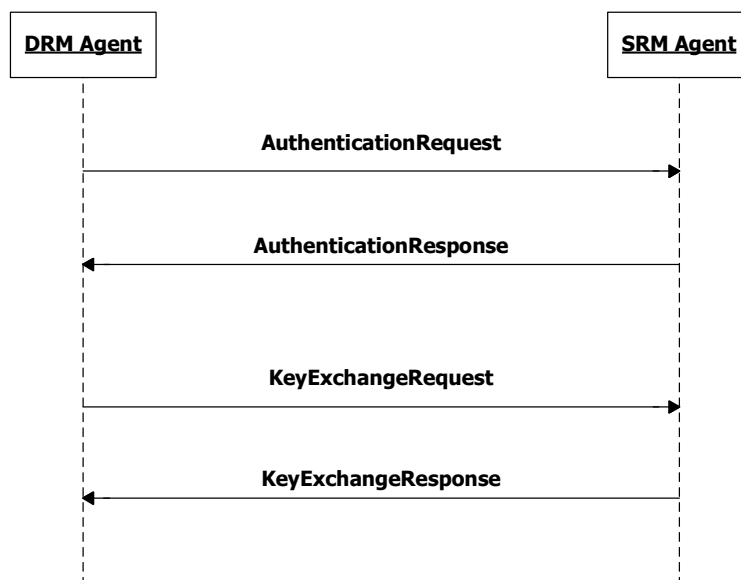 DRM Agent
SRM Agent
AuthenticationRequest
AuthenticationResponse
KeyExchangeRequest
KeyExchangeResponse